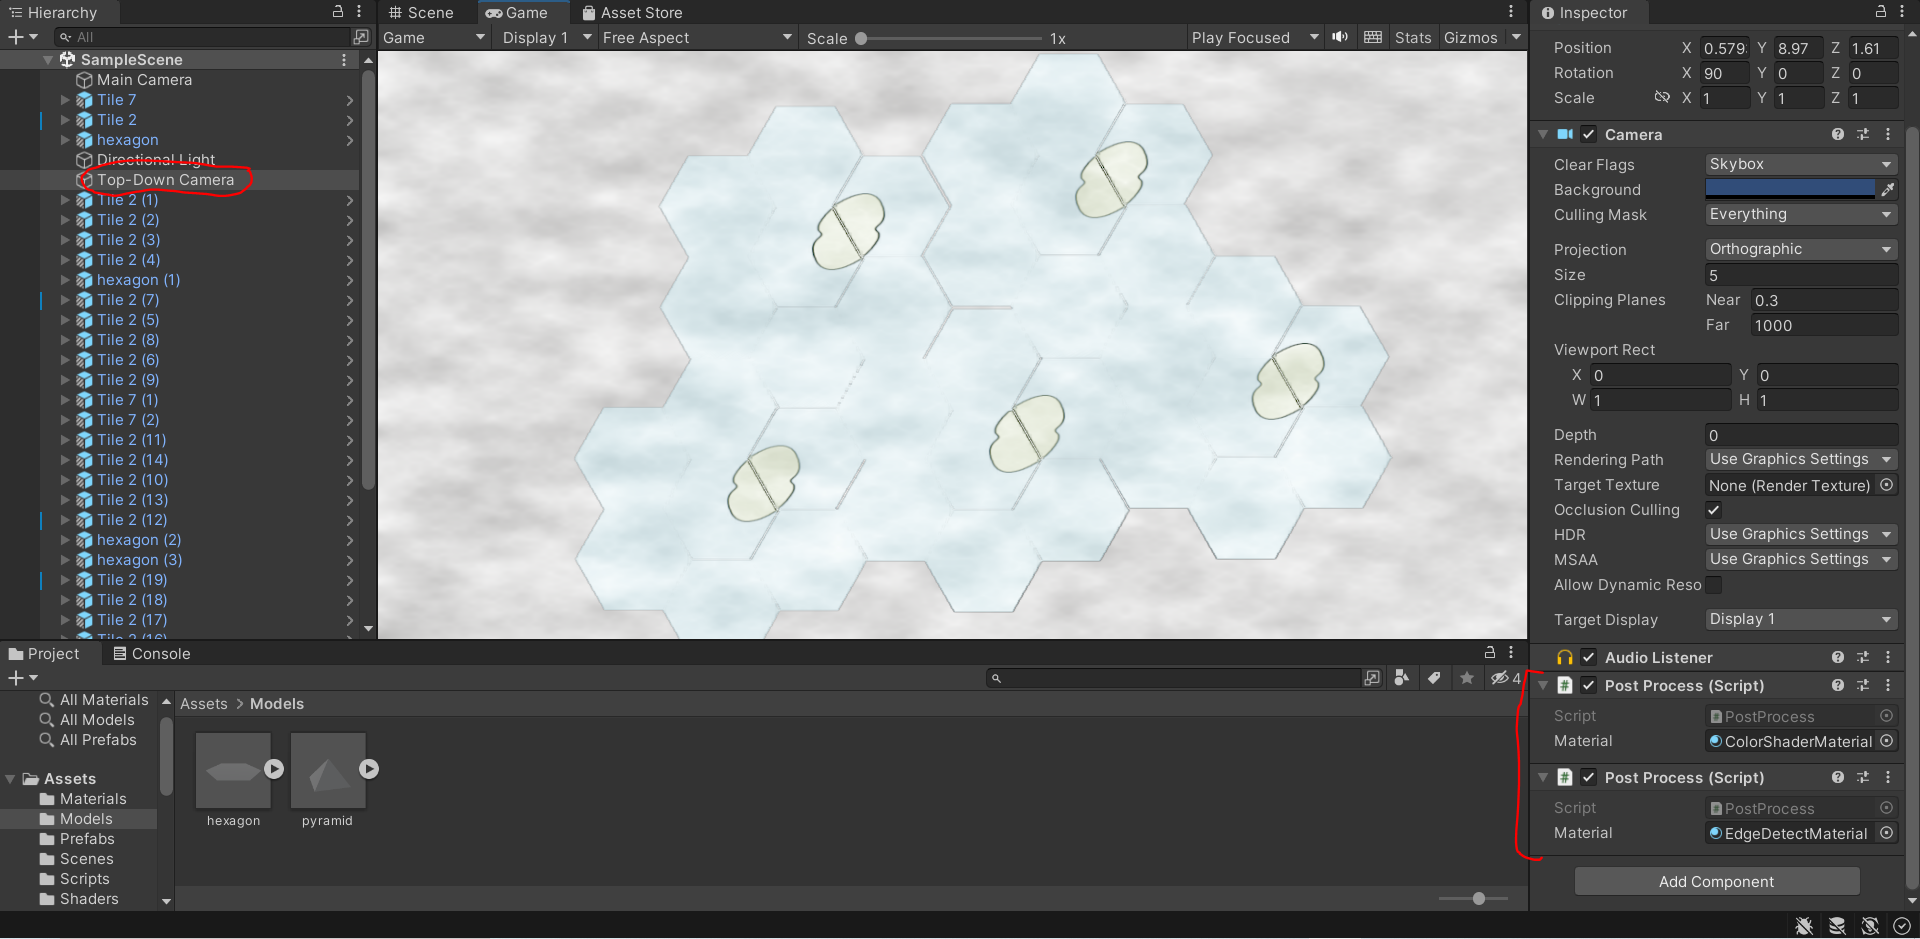 Hierarchy
All
SampleScene
Main Camera
Tile 7
Tile 2
hexagon
Directional Light
Top-Down Camera
Tile 2 (1)
Tile 2 (2)
Tile 2 (3)
Tile 2 (4)
hexagon (1)
Tile 2 (7)
Tile 2 (5)
Tile 2 (8)
Tile 2 (6)
Tile 2 (9)
Tile 7 (1)
Tile 7 (2)
Tile 2 (11)
Tile 2 (14)
Tile 2 (10)
Tile 2 (13)
Tile 2 (12)
hexagon (2)
hexagon (3)
Tile 2 (19)
Tile 2 (18)
Tile 2 (17)
Tile 2 (16)
Scene Game Asset Store
Game Display 1 Free Aspect Scale 1x Play Focused Stats Gizmos
Project Console
4
All Materials
All Models
All Prefabs
Assets
Materials
Models
Prefabs
Scenes
Scripts
Shaders
Assets > Models
hexagon pyramid
Inspector
Position X 0.579 Y 8.97 Z 1.61
Rotation X 90 Y 0 Z 0
Scale X 1 Y 1 Z 1
Camera
Clear Flags Skybox
Background
Culling Mask Everything
Projection Orthographic
Size 5
Clipping Planes Near 0.3
Far 1000
Viewport Rect
X 0 Y 0
W 1 H 1
Depth 0
Rendering Path Use Graphics Settings
Target Texture None (Render Texture)
Occlusion Culling
HDR Use Graphics Settings
MSAA Use Graphics Settings
Allow Dynamic Reso
Target Display Display 1
Audio Listener
# Post Process (Script)
Script # PostProcess
Material ColorShaderMaterial
# Post Process (Script)
Script # PostProcess
Material EdgeDetectMaterial
Add Component